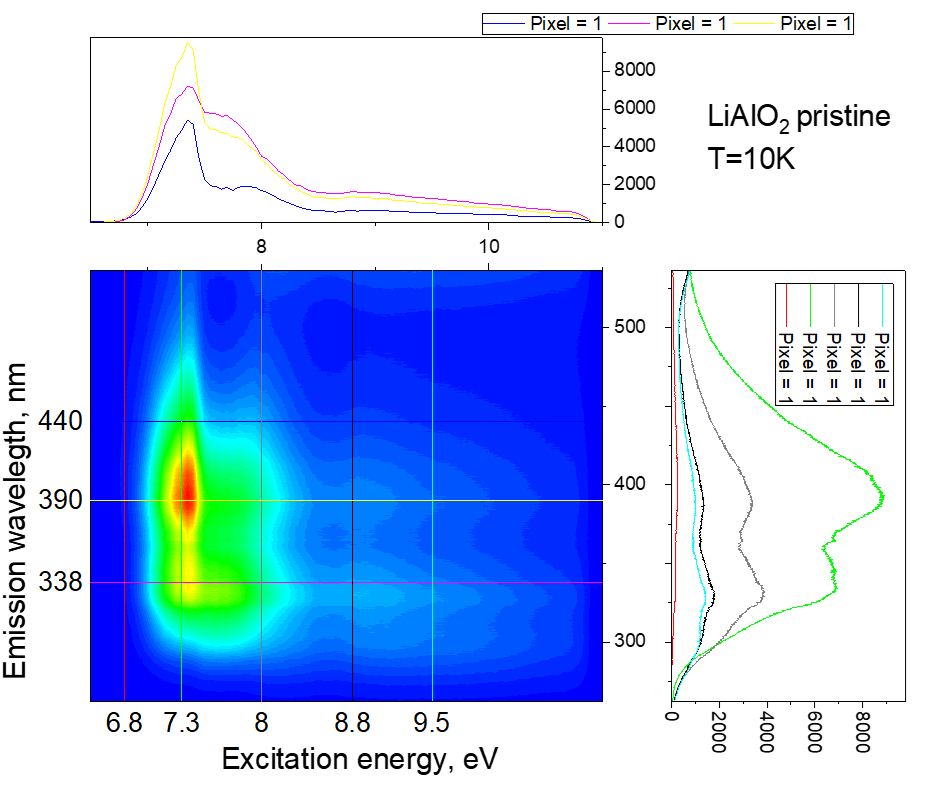 Pixel = 1 Pixel = 1 Pixel = 1
8000
6000
4000
2000
0
8 10
LiAlO2 pristine
T=10K
Emission wavelegth, nm
440
390
338
6.8 7.3 8 8.8 9.5
Excitation energy, eV
500
400
300
0 2000 4000 6000 8000
Pixel = 1
Pixel = 1
Pixel = 1
Pixel = 1
Pixel = 1